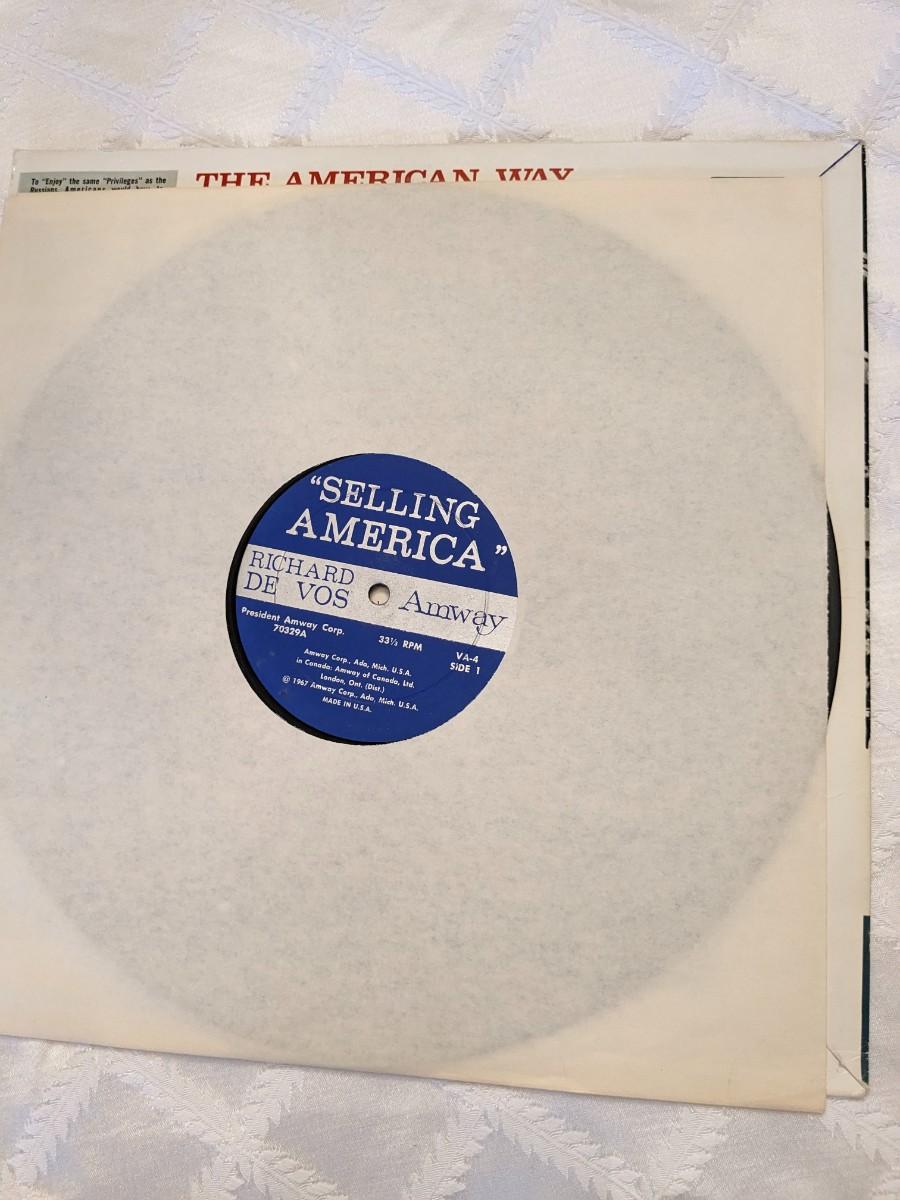 To "Enjoy" the same "Privileges" as the
Russians, Americans would have to
THE AMERICAN WAY
"SELLING
AMERICA"
RICHARD
DE VOS
Amway
President Amway Corp.
70329A
33⅓ RPM
VA-4
SIDE 1
Amway Corp., Ada, Mich. U.S.A.
in Canada: Amway of Canada, Ltd.
London, Ont. (Dist.)
© 1967 Amway Corp., Ada, Mich. U.S.A.
MADE IN U.S.A.